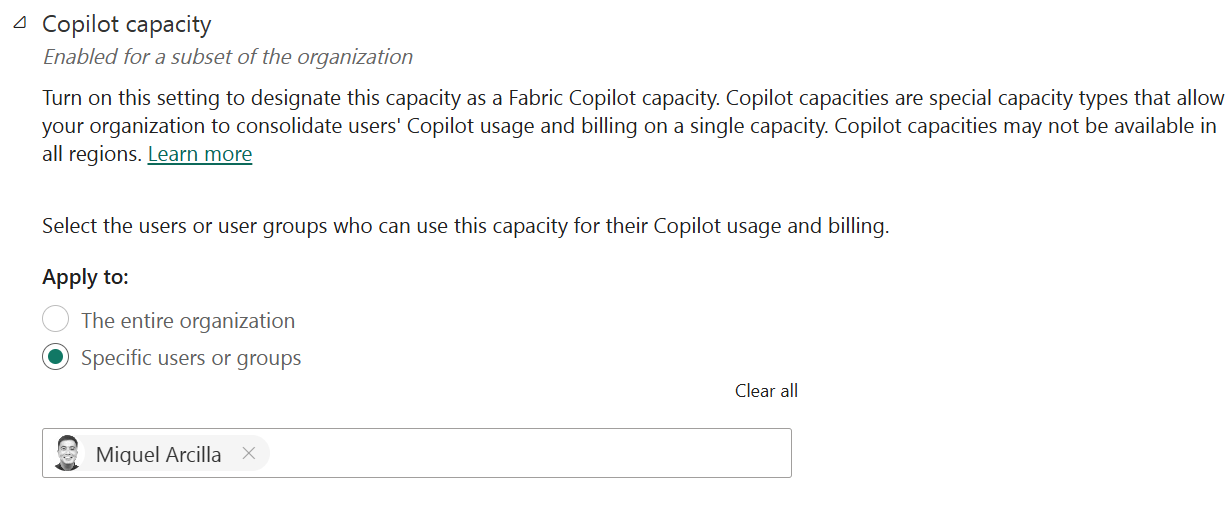 Copilot capacity
Enabled for a subset of the organization
Turn on this setting to designate this capacity as a Fabric Copilot capacity. Copilot capacities are special capacity types that allow
your organization to consolidate users' Copilot usage and billing on a single capacity. Copilot capacities may not be available in
all regions. Learn more
Select the users or user groups who can use this capacity for their Copilot usage and billing.
Apply to:
The entire organization
Specific users or groups
Clear all
Miguel Arcilla